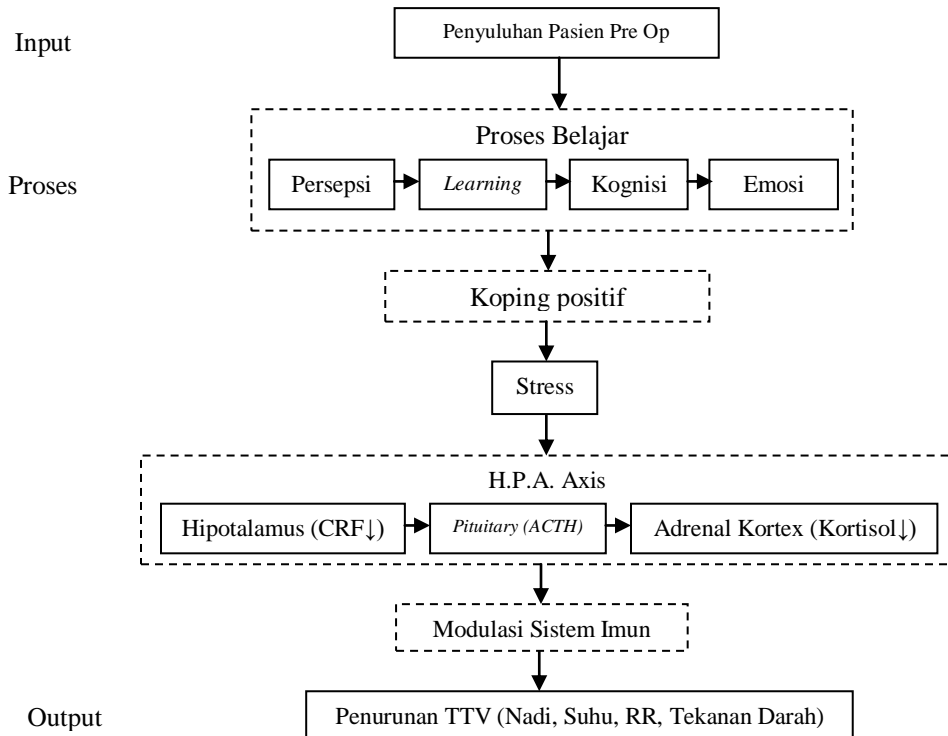 Input
Penyuluhan Pasien Pre Op
Proses
Proses Belajar
Persepsi
Learning
Kognisi
Emosi
Koping positif
Stress
H.P.A. Axis
Hipotalamus (CRF↓)
Pituitary (ACTH)
Adrenal Kortex (Kortisol↓)
Modulasi Sistem Imun
Output
Penurunan TTV (Nadi, Suhu, RR, Tekanan Darah)